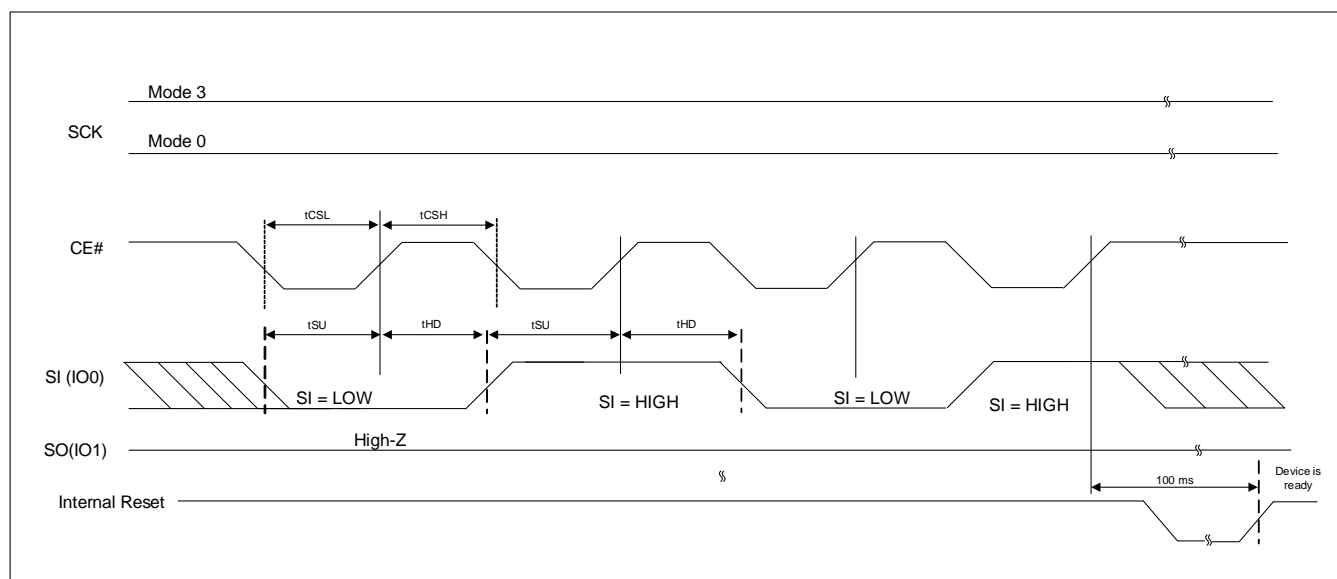 Mode 3
SCK
Mode 0
tCSL
tCSH
CE#
tSU
tHD
tSU
tHD
SI (IO0)
SI = LOW
SI = HIGH
SI = LOW
SI = HIGH
High-Z
SO(IO1)
100 ms
Device is
ready
Internal Reset